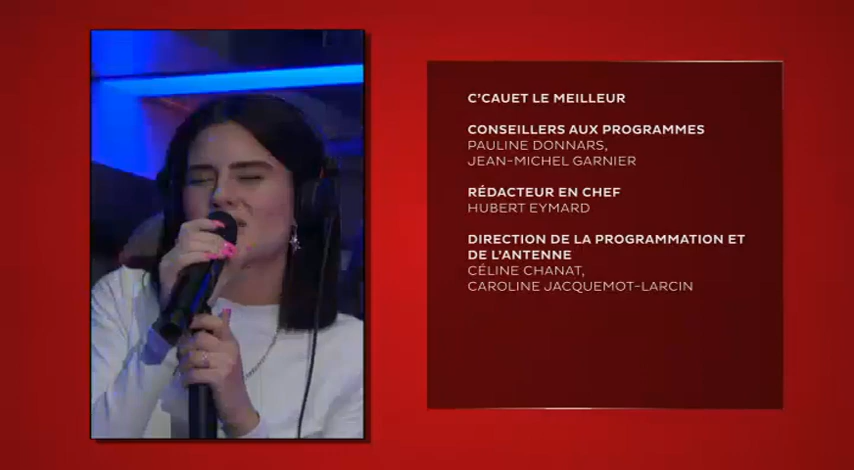 C'CAUET LE MEILLEUR
CONSEILLERS AUX PROGRAMMES
PAULINE DONNARS,
JEAN-MICHEL GARNIER
RÉDACTEUR EN CHEF
HUBERT EYMARD
DIRECTION DE LA PROGRAMMATION ET
DE L'ANTENNE
CÉLINE CHANAT,
CAROLINE JACQUEMOT-LARCIN